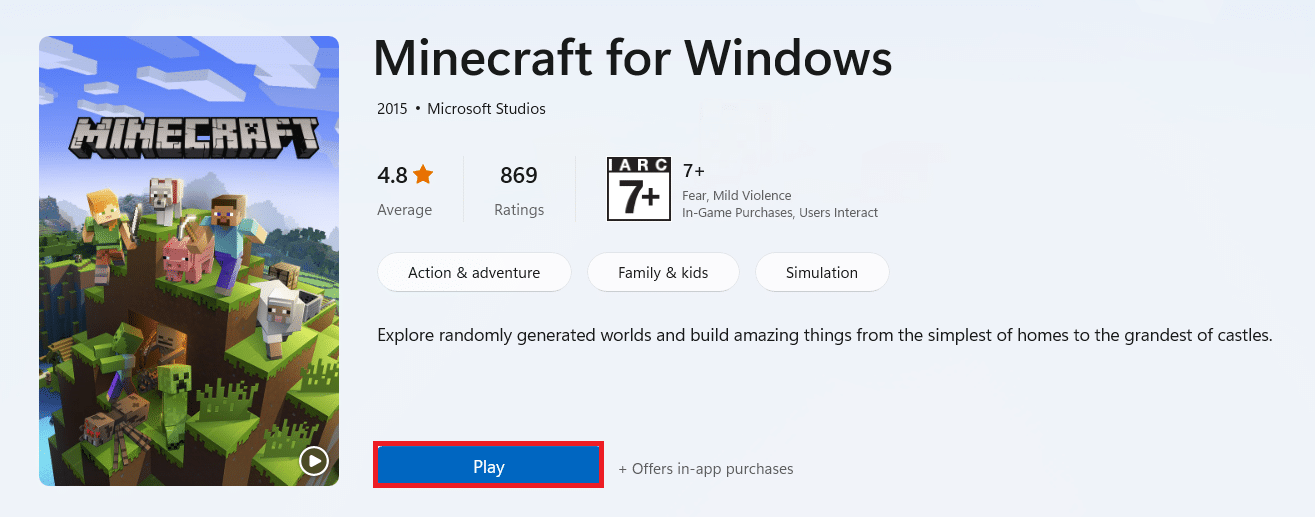 MINECRAFT
Minecraft for Windows
2015 • Microsoft Studios
4.8
Average
869
Ratings
IARC
7+
7+
Fear, Mild Violence
In-Game Purchases, Users Interact
Action & adventure
Family & kids
Simulation
Explore randomly generated worlds and build amazing things from the simplest of homes to the grandest of castles.
Play
+ Offers in-app purchases